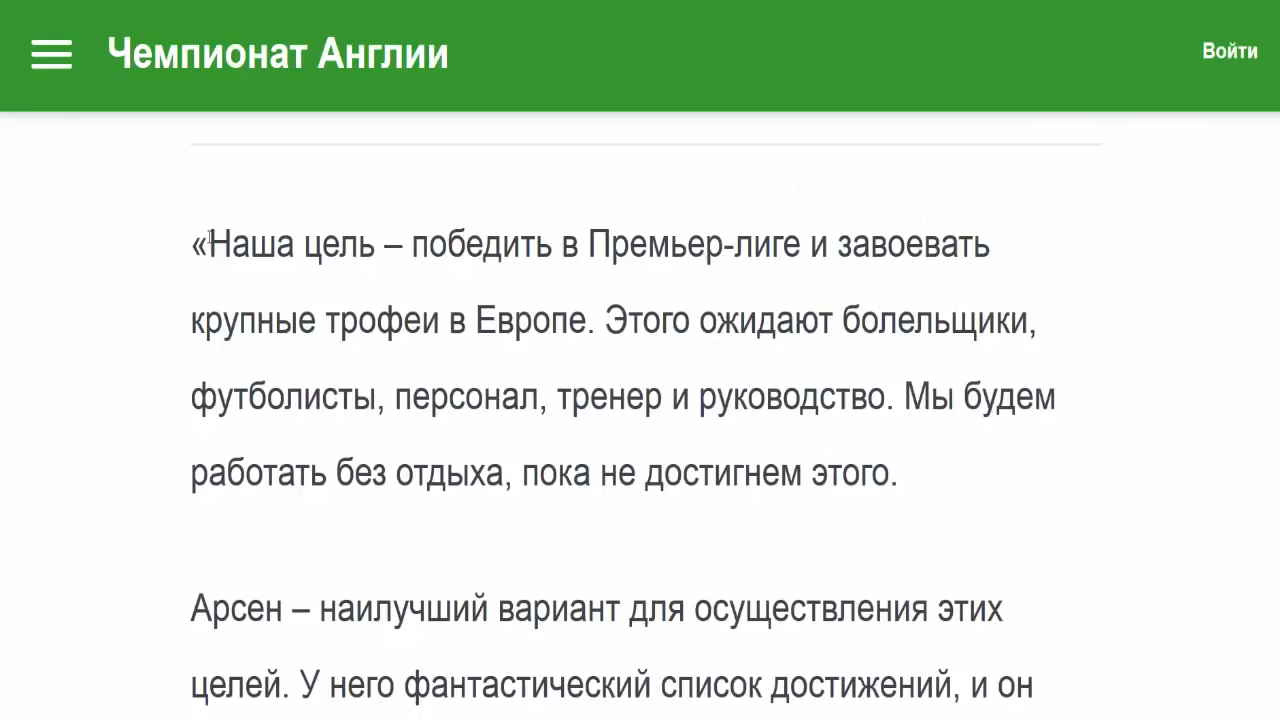 Чемпионат Англии
Войти
«Наша цель – победить в Премьер-лиге и завоевать
крупные трофеи в Европе. Этого ожидают болельщики,
футболисты, персонал, тренер и руководство. Мы будем
работать без отдыха, пока не достигнем этого.
Арсен – наилучший вариант для осуществления этих
целей. У него фантастический список достижений, и он